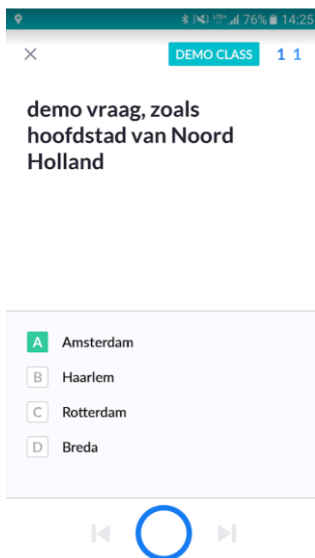 76% 14:25
DEMO CLASS 1 1
demo vraag, zoals
hoofdstad van Noord
Holland
A Amsterdam
B Haarlem
C Rotterdam
D Breda